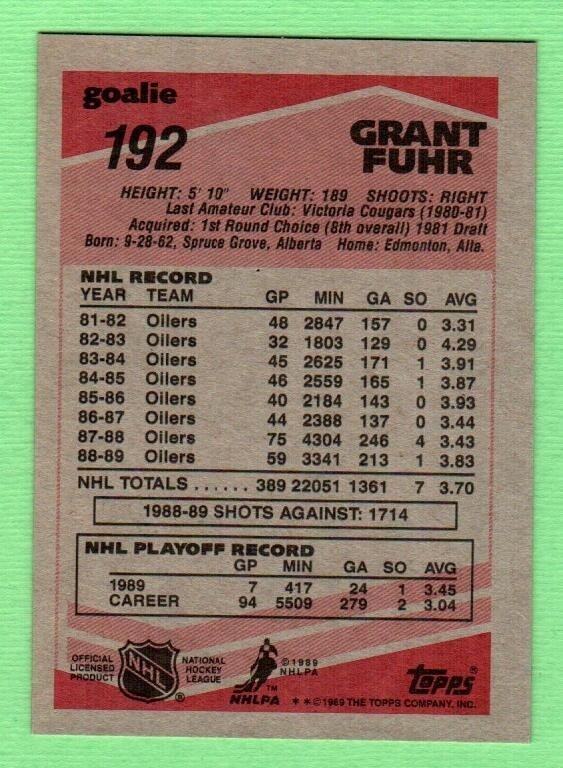 goalie
192
GRANT
FUHR
HEIGHT: 5' 10" WEIGHT: 189 SHOOTS: RIGHT
Last Amateur Club: Victoria Cougars (1980-81)
Acquired: 1st Round Choice (8th overall) 1981 Draft
Born: 9-28-62, Spruce Grove, Alberta Home: Edmonton, Alta.
NHL RECORD
YEAR TEAM GP MIN GA SO AVG
81-82 Oilers 48 2847 157 0 3.31
82-83 Oilers 32 1803 129 0 4.29
83-84 Oilers 45 2625 171 1 3.91
84-85 Oilers 46 2559 165 1 3.87
85-86 Oilers 40 2184 143 0 3.93
86-87 Oilers 44 2388 137 0 3.44
87-88 Oilers 75 4304 246 4 3.43
88-89 Oilers 59 3341 213 1 3.83
NHL TOTALS ...... 389 22051 1361 7 3.70
1988-89 SHOTS AGAINST: 1714
NHL PLAYOFF RECORD
GP MIN GA SO AVG
1989 7 417 24 1 3.45
CAREER 94 5509 279 2 3.04
OFFICIAL
LICENSED
PRODUCT
NHL
®
NATIONAL
HOCKEY
LEAGUE
©1989
NHLPA
TM
NHLPA
TOPPS®
**©1989 THE TOPPS COMPANY, INC.